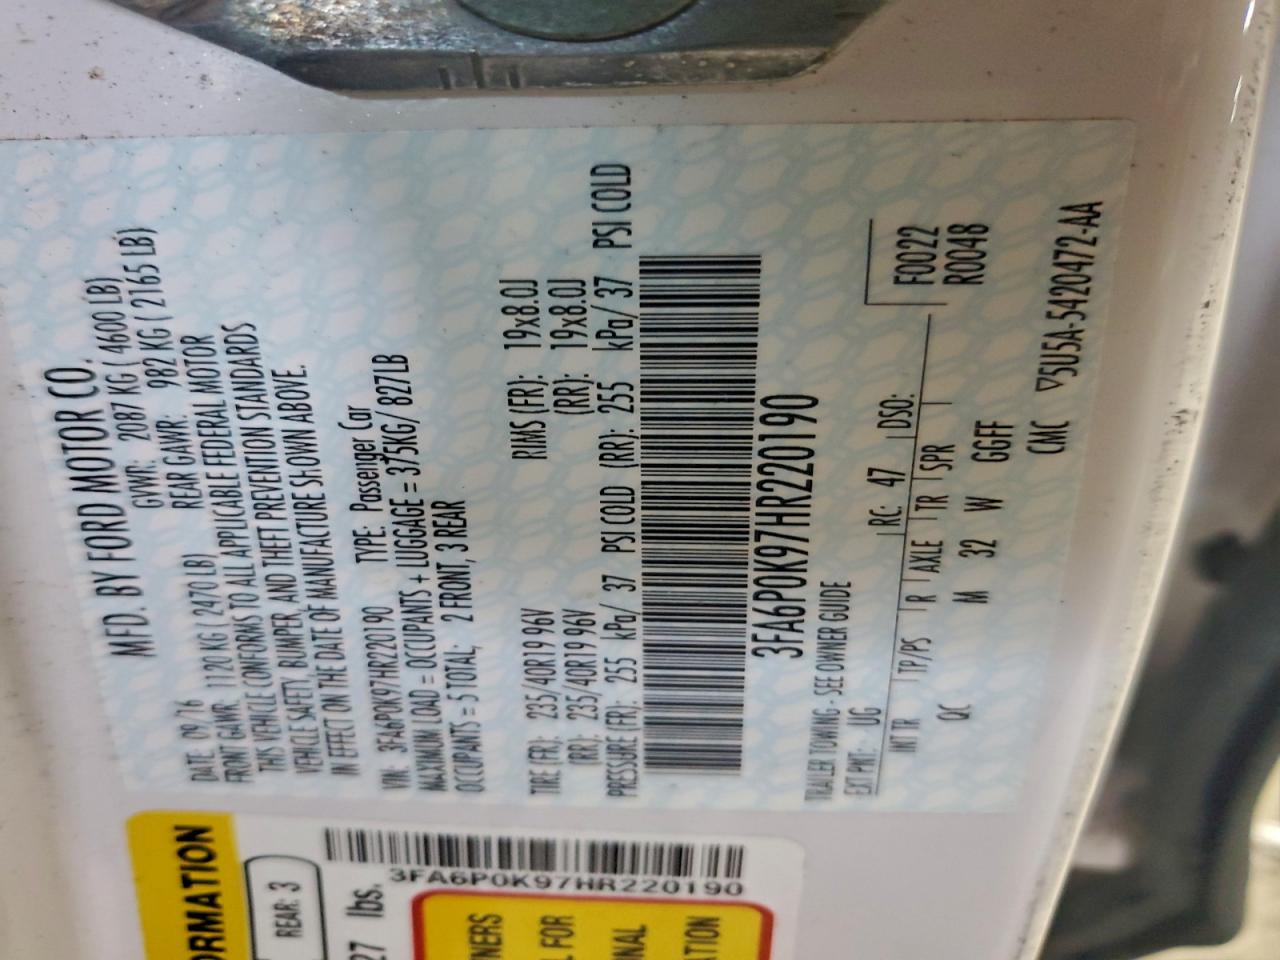 MFD. BY FORD MOTOR CO.
DATE: 09/16 GVWR: 2087 KG ( 4600 LB)
FRONT GAWR: 1120 KG ( 2470 LB) REAR GAWR: 982 KG ( 2165 LB)
THIS VEHICLE CONFORMS TO ALL APPLICABLE FEDERAL MOTOR
VEHICLE SAFETY, BUMPER, AND THEFT PREVENTION STANDARDS
IN EFFECT ON THE DATE OF MANUFACTURE SHOWN ABOVE.
VIN: 3FA6P0K97HR220190 TYPE: Passenger Car
MAXIMUM LOAD = OCCUPANTS + LUGGAGE = 375KG/ 827LB
OCCUPANTS = 5 TOTAL; 2 FRONT, 3 REAR
TIRE (FR): 235/40R19 96V RIMS (FR): 19x8.0J
(RR): 235/40R19 96V (RR): 19x8.0J
PRESSURE (FR): 255 kPa/ 37 PSI COLD (RR): 255 kPa/ 37 PSI COLD
3FA6P0K97HR220190
TRAILER TOWING - SEE OWNER GUIDE
EXT PNT: UG RC: 47 DSO: F0022
INT TR TP/PS R AXLE TR SPR R0048
QC M 32 W GGFF
CMC ▽5U5A-5420472-AA
ORMATION
REAR: 3
27 lbs.
3FA6P0K97HR220190
NERS
L FOR
ONAL
ATION